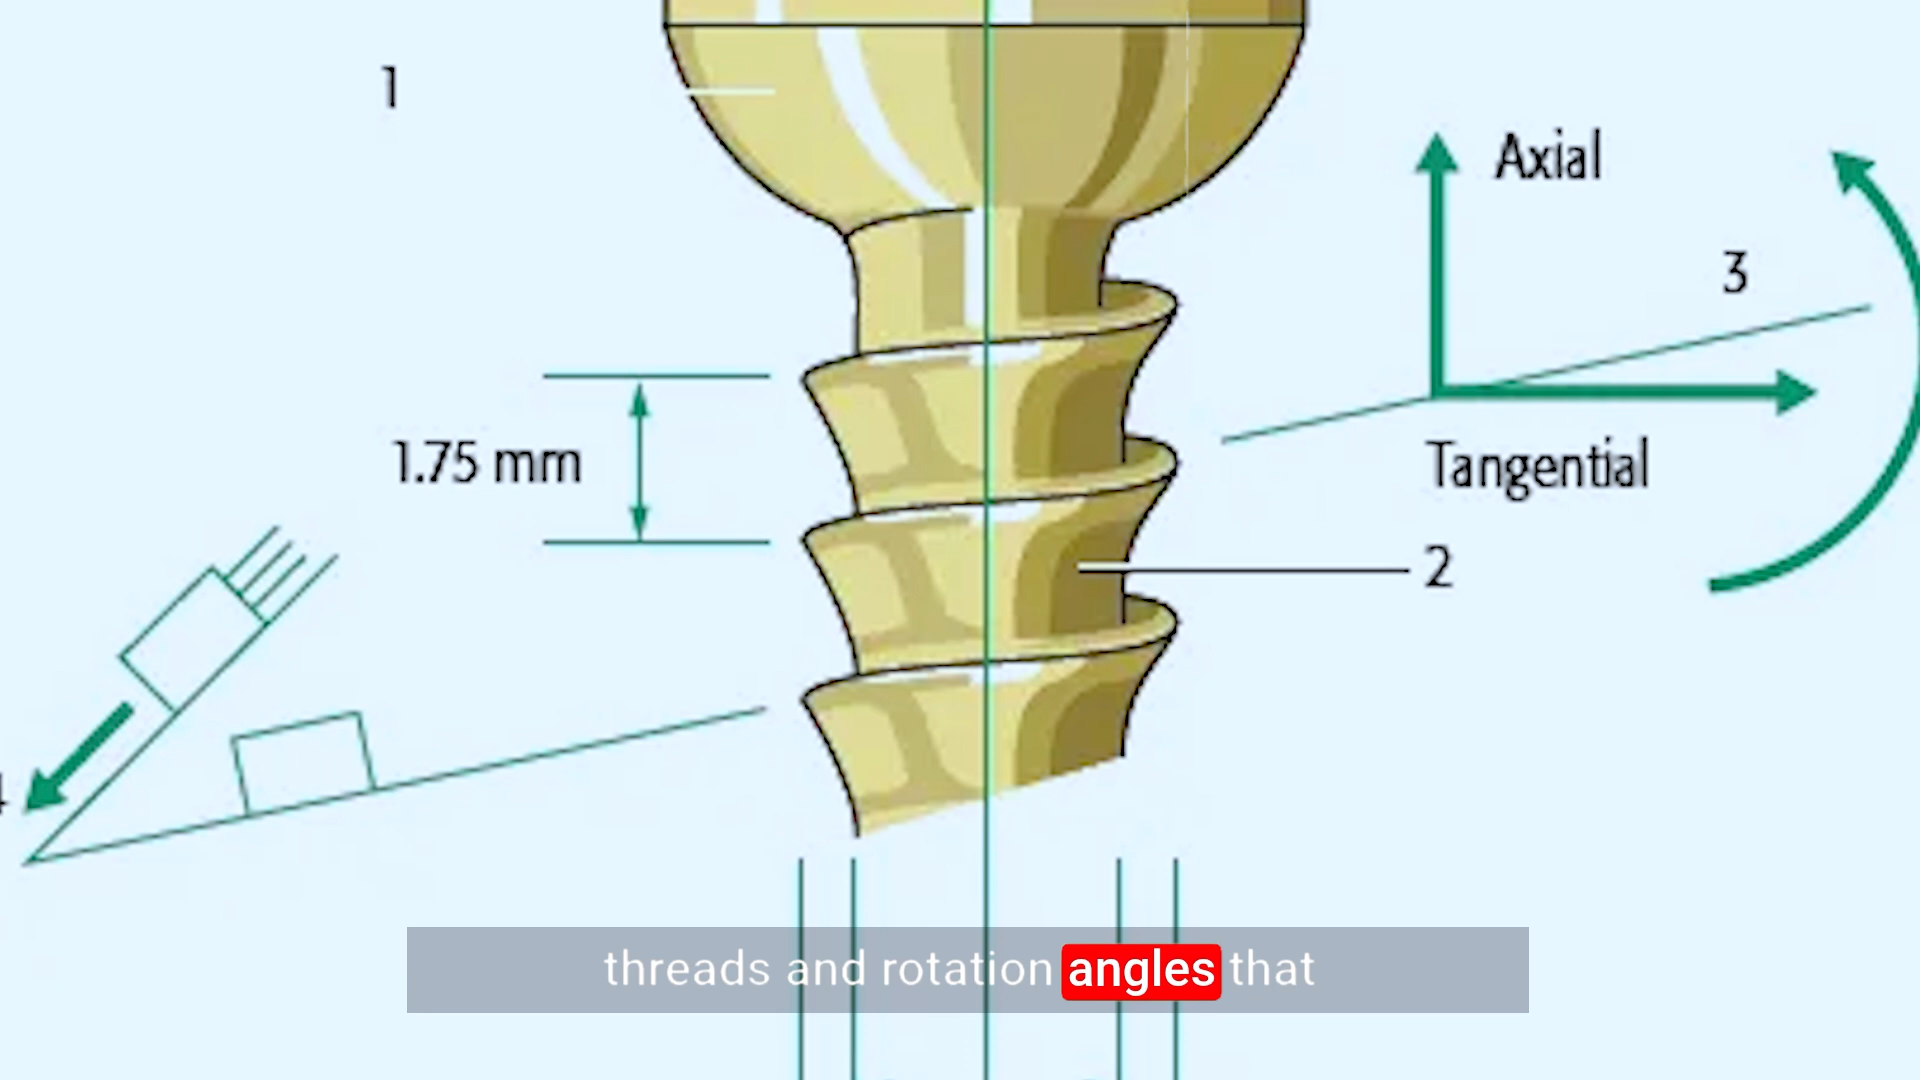 1
Axial
3
1.75 mm
Tangential
2
threads and rotation angles that